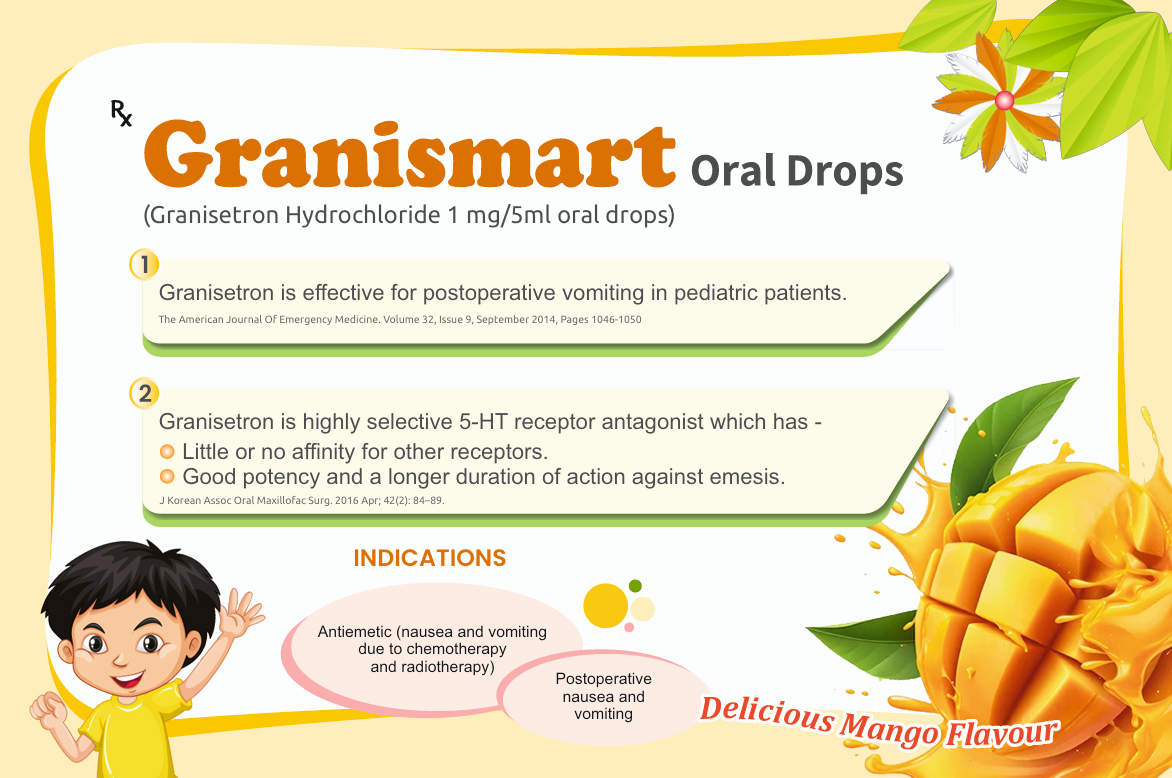 Rx
Granismart Oral Drops
(Granisetron Hydrochloride 1 mg/5ml oral drops)
1
Granisetron is effective for postoperative vomiting in pediatric patients.
The American Journal Of Emergency Medicine. Volume 32, Issue 9, September 2014, Pages 1046-1050
2
Granisetron is highly selective 5-HT receptor antagonist which has -
Little or no affinity for other receptors.
Good potency and a longer duration of action against emesis.
J Korean Assoc Oral Maxillofac Surg. 2016 Apr; 42(2): 84–89.
INDICATIONS
Antiemetic (nausea and vomiting
due to chemotherapy
and radiotherapy)
Postoperative
nausea and
vomiting
Delicious Mango Flavour